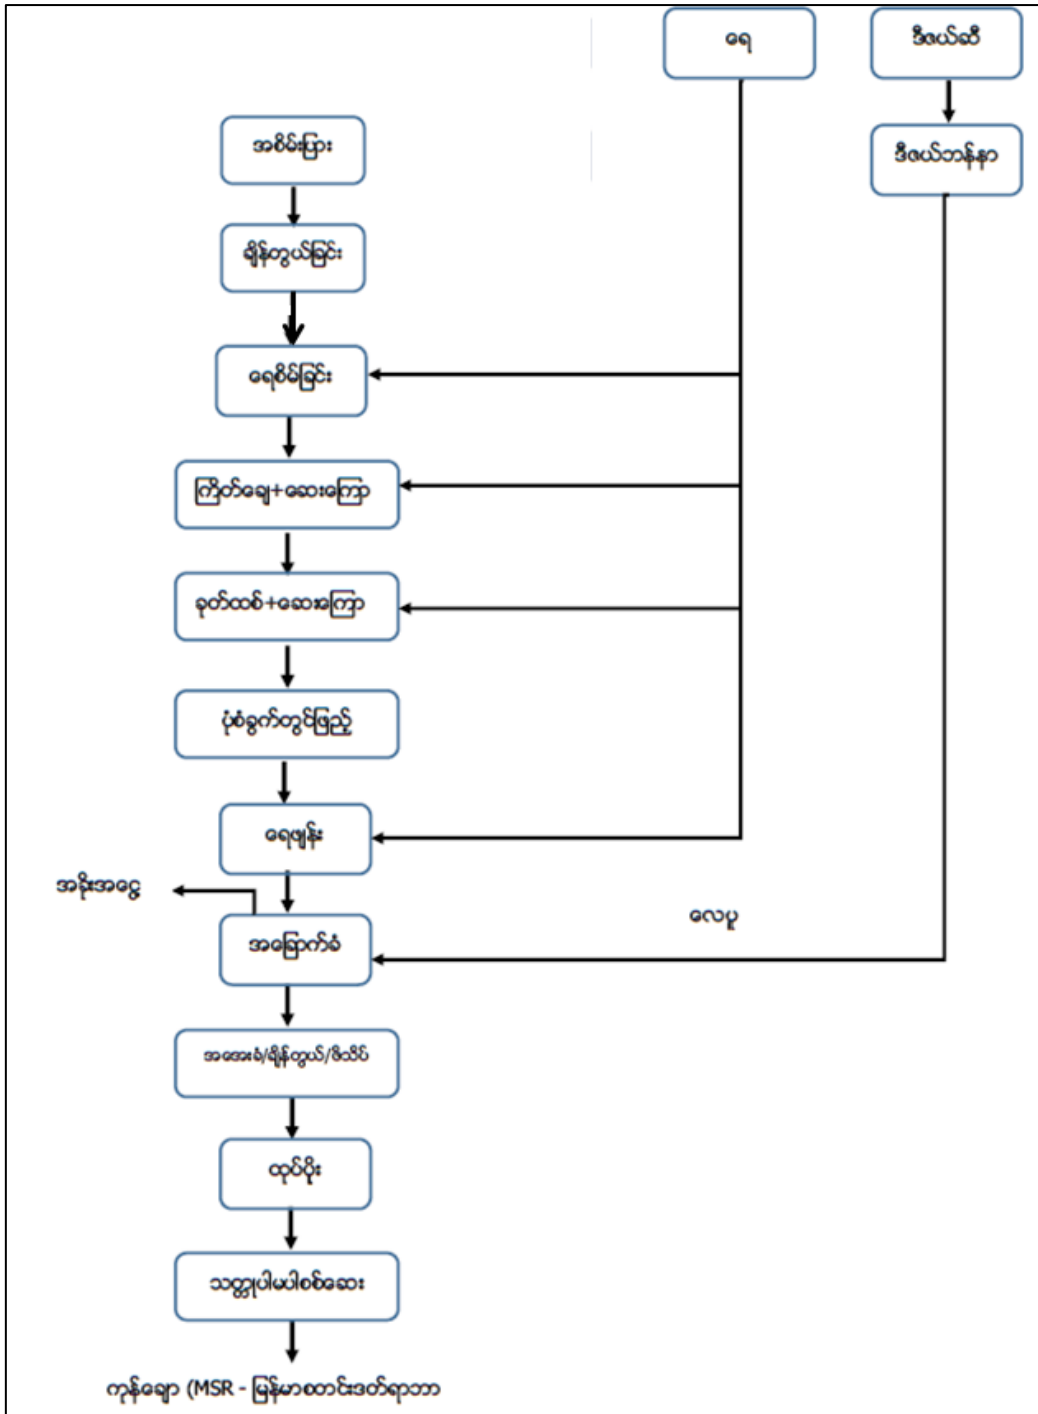 ရေ
ဒီဇယ်ဆီ
အစိမ်းပြား
ဒီဇယ်ဘန်နာ
ချိန်တွယ်ခြင်း
ရေစိမ်ခြင်း
ကြိတ်ချေ+ဆေးကြော
ခုတ်ထစ်+ဆေးကြော
ပုံစံခွက်တွင်ဖြည့်
ရေဖျန်း
အခိုးအငွေ့
လေပူ
အခြောက်ခံ
အအေးခံ/ချိန်တွယ်/ဖိသိပ်
ထုပ်ပိုး
သတ္တုပါမပါစစ်ဆေး
ကုန်ချော (MSR - မြန်မာစတင်းဒတ်ရာဘာ